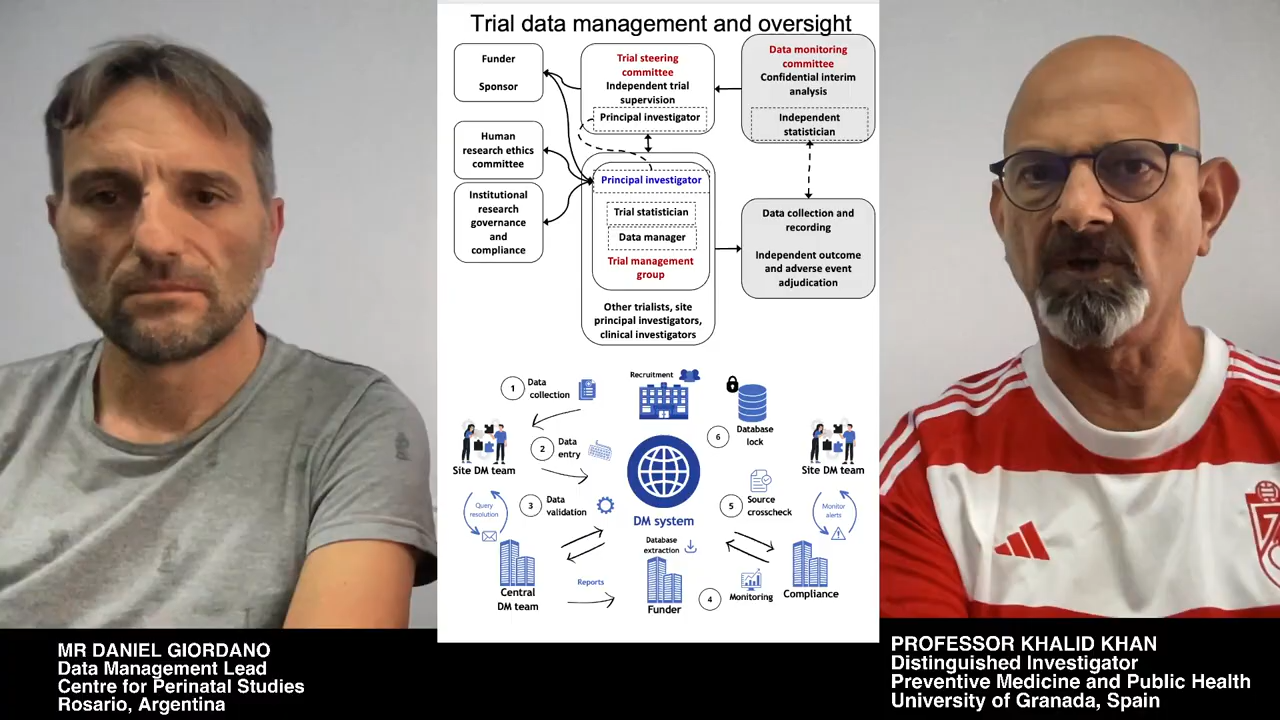 Trial data management and oversight
Funder
Sponsor
Trial steering
committee
Independent trial
supervision
Principal investigator
Data monitoring
committee
Confidential interim
analysis
Independent
statistician
Human
research ethics
committee
Institutional
research
governance
and
compliance
Principal investigator
Trial statistician
Data manager
Trial management
group
Other trialists, site
principal investigators,
clinical investigators
Data collection and
recording
Independent outcome
and adverse event
adjudication
1
Data
collection
Recruitment
2
Data
entry
6
Database
lock
Site DM team
Site DM team
Query
resolution
3
Data
validation
DM system
5
Source
crosscheck
Monitor
alerts
Database
extraction
Central
DM team
Reports
Funder
4
Monitoring
Compliance
MR DANIEL GIORDANO
Data Management Lead
Centre for Perinatal Studies
Rosario, Argentina
PROFESSOR KHALID KHAN
Distinguished Investigator
Preventive Medicine and Public Health
University of Granada, Spain